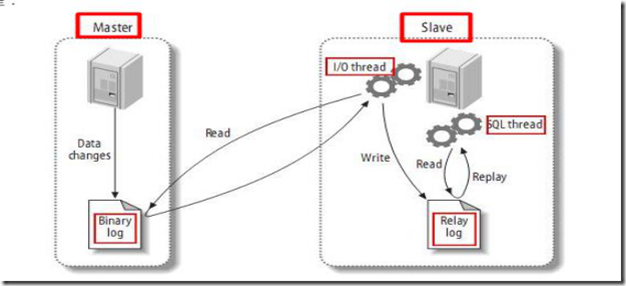 Master
Slave
I/O thread
SQL thread
Data
changes
Read
Write
Read
Replay
Binary
log
Relay
log